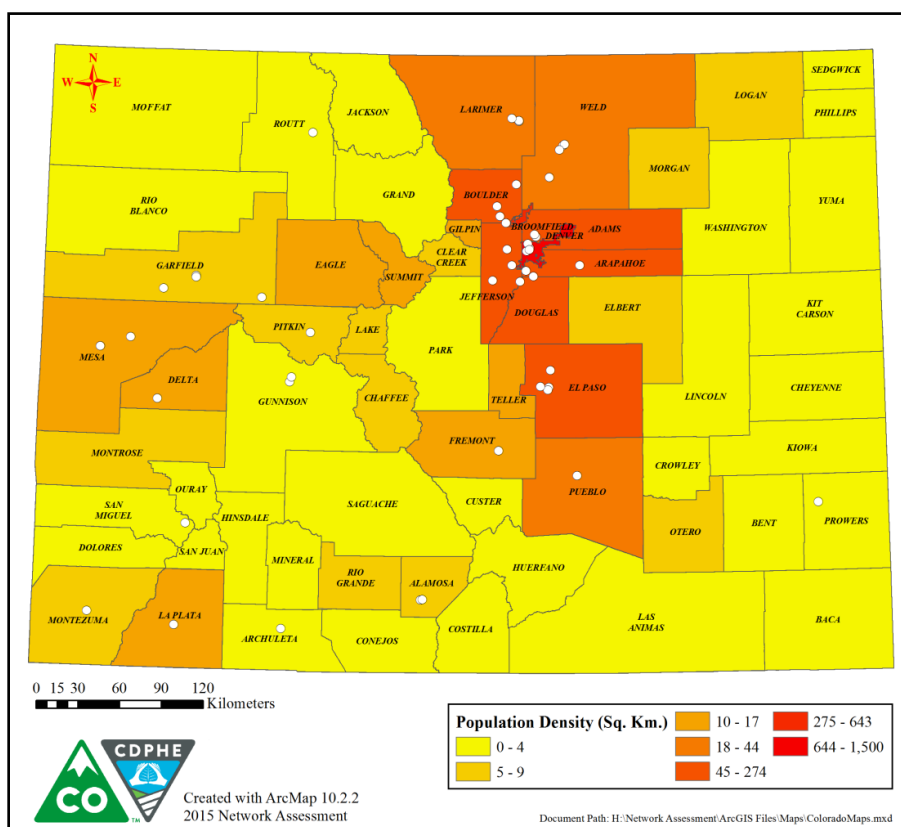 N
W E
S
MOFFAT
ROUTT
JACKSON
LARIMER
WELD
LOGAN
SEDGWICK
PHILLIPS
RIO
BLANCO
GRAND
BOULDER
MORGAN
WASHINGTON
YUMA
GARFIELD
EAGLE
SUMMIT
GILPIN
CLEAR
CREEK
BROOMFIELD
DENVER
ADAMS
ARAPAHOE
JEFFERSON
DOUGLAS
ELBERT
KIT
CARSON
MESA
DELTA
PITKIN
LAKE
PARK
GUNNISON
CHAFFEE
TELLER
EL PASO
LINCOLN
CHEYENNE
MONTROSE
FREMONT
KIOWA
CROWLEY
PUEBLO
OURAY
SAN
MIGUEL
HINSDALE
SAGUACHE
CUSTER
OTERO
BENT
PROWERS
DOLORES
SAN JUAN
MINERAL
RIO
GRANDE
ALAMOSA
HUERFANO
MONTEZUMA
LA PLATA
ARCHULETA
CONEJOS
COSTILLA
LAS
ANIMAS
BACA
0 15 30 60 90 120
Kilometers
Population Density (Sq. Km.)
0 - 4
5 - 9
10 - 17
18 - 44
45 - 274
275 - 643
644 - 1,500
CO
TM
CDPHE
Created with ArcMap 10.2.2
2015 Network Assessment
Document Path: H:\Network Assessment\ArcGIS Files\Maps\ColoradoMaps.mxd